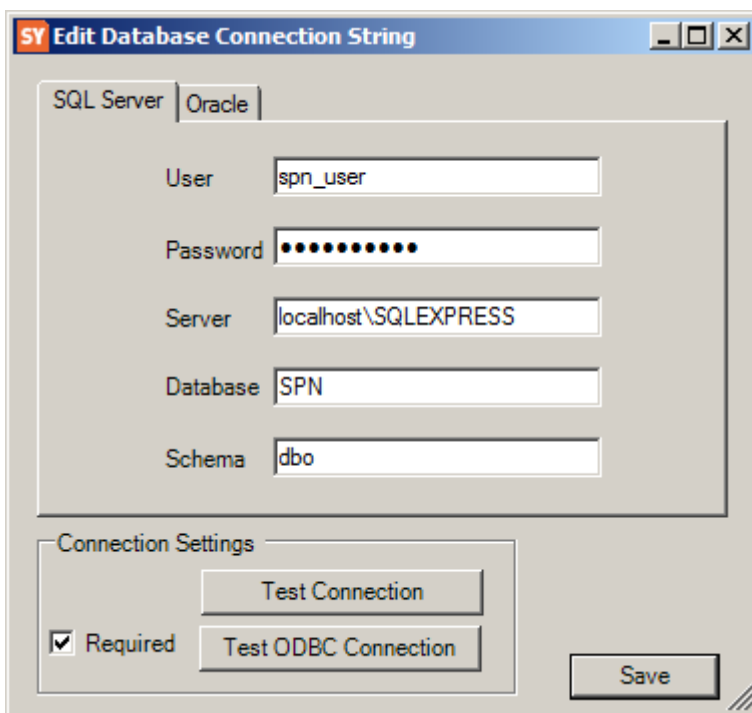 SY Edit Database Connection String
SQL Server Oracle
User spn_user
Password ●●●●●●●●●●
Server localhost\SQLEXPRESS
Database SPN
Schema dbo
Connection Settings
Test Connection
Required Test ODBC Connection
Save